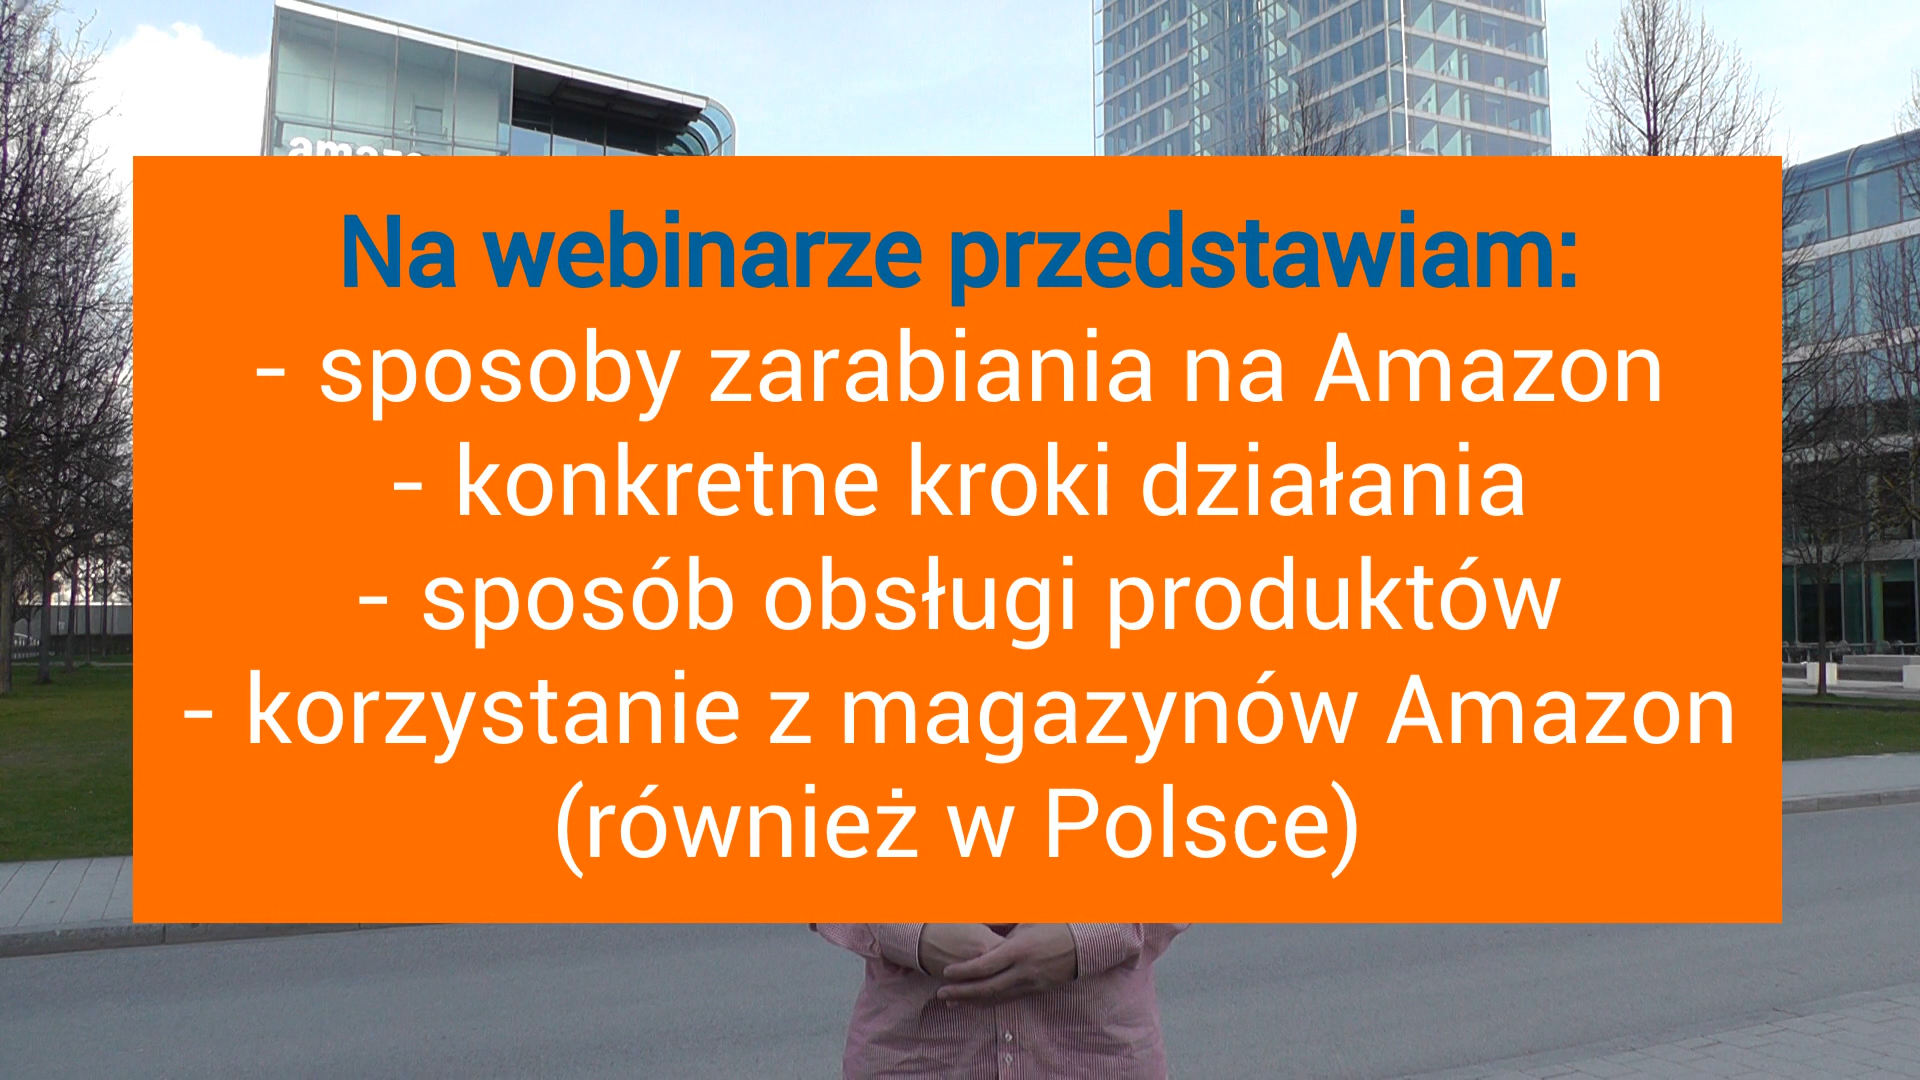 Na webinarze przedstawiam:
- sposoby zarabiania na Amazon
- konkretne kroki działania
- sposób obsługi produktów
- korzystanie z magazynów Amazon
(również w Polsce)